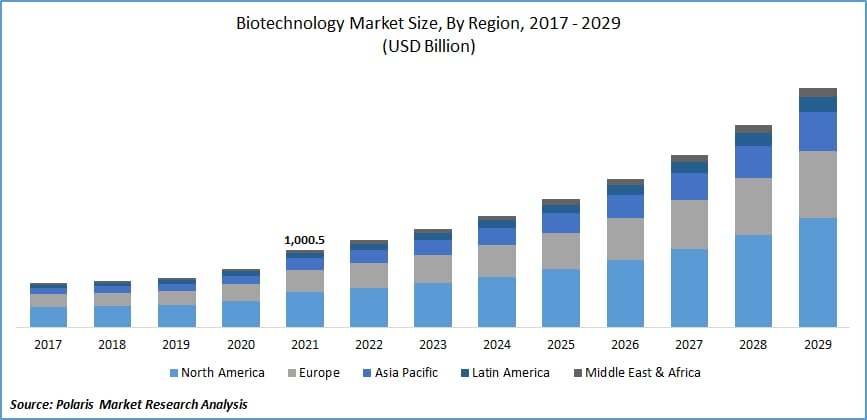 Biotechnology Market Size, By Region, 2017 - 2029
(USD Billion)
1,000.5
2017 2018 2019 2020 2021 2022 2023 2024 2025 2026 2027 2028 2029
North America Europe Asia Pacific Latin America Middle East & Africa
Source: Polaris Market Research Analysis